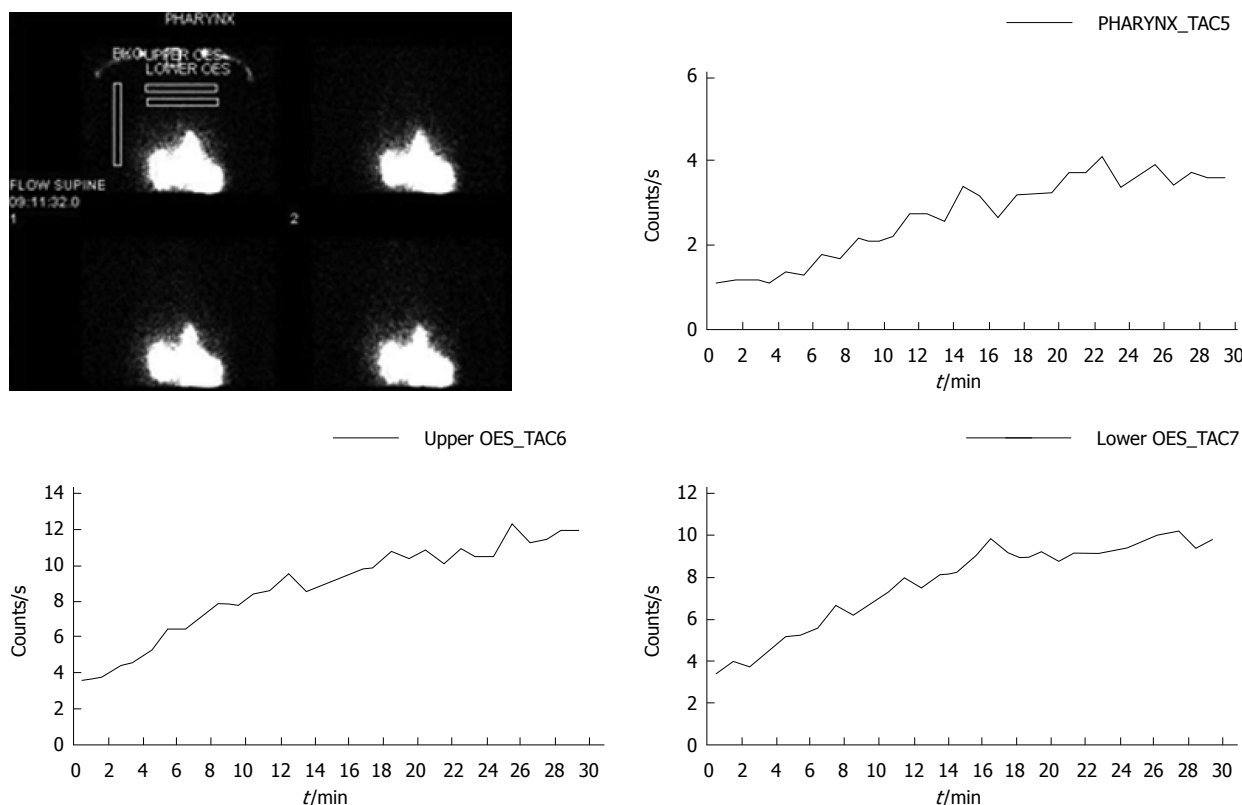 PHARYNX
BKG UPPER OES
LOWER OES
FLOW SUPINE
09:11:32.0
1
2
PHARYNX_TAC5
6
4
2
0
Counts/s
0 2 4 6 8 10 12 14 16 18 20 22 24 26 28 30
t/min
Upper OES_TAC6
14
12
10
8
6
4
2
0
Counts/s
0 2 4 6 8 10 12 14 16 18 20 22 24 26 28 30
t/min
Lower OES_TAC7
12
10
8
6
4
2
0
Counts/s
0 2 4 6 8 10 12 14 16 18 20 22 24 26 28 30
t/min